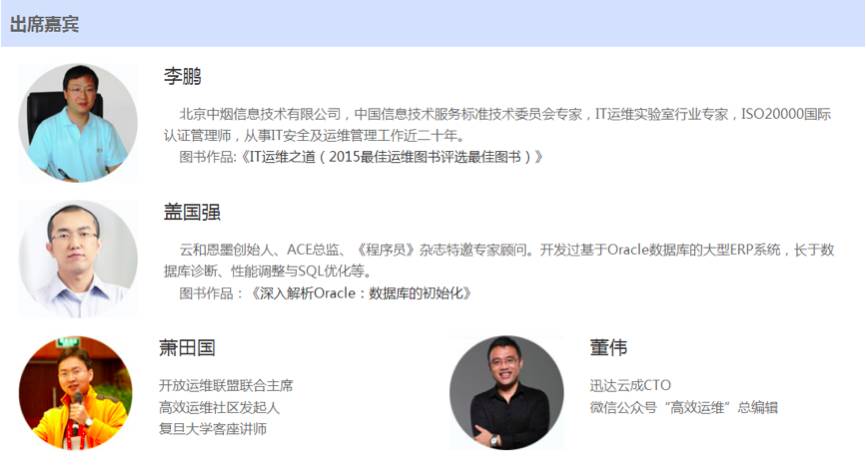 出席嘉宾
李鹏
北京中烟信息技术有限公司，中国信息技术服务标准技术委员会专家，IT运维实验室行业专家，ISO20000国际
认证管理师，从事IT安全及运维管理工作近二十年。
图书作品:《IT运维之道（2015最佳运维图书评选最佳图书）》
盖国强
云和恩墨创始人、ACE总监、《程序员》杂志特邀专家顾问。开发过基于Oracle数据库的大型ERP系统，长于数
据库诊断、性能调整与SQL优化等。
图书作品：《深入解析Oracle：数据库的初始化》
萧田国
开放运维联盟联合主席
高效运维社区发起人
复旦大学客座讲师
董伟
迅达云成CTO
微信公众号“高效运维”总编辑